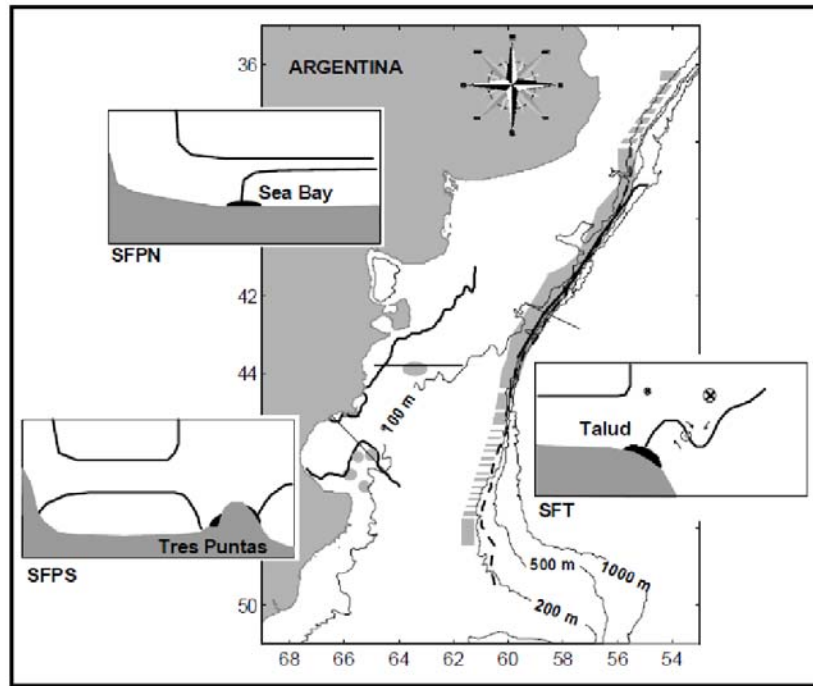 36
ARGENTINA
Sea Bay
SFPN
42
44
100 m
Talud
SFT
Tres Puntas
SFPS
500 m
1000 m
200 m
50
68 66 64 62 60 58 56 54